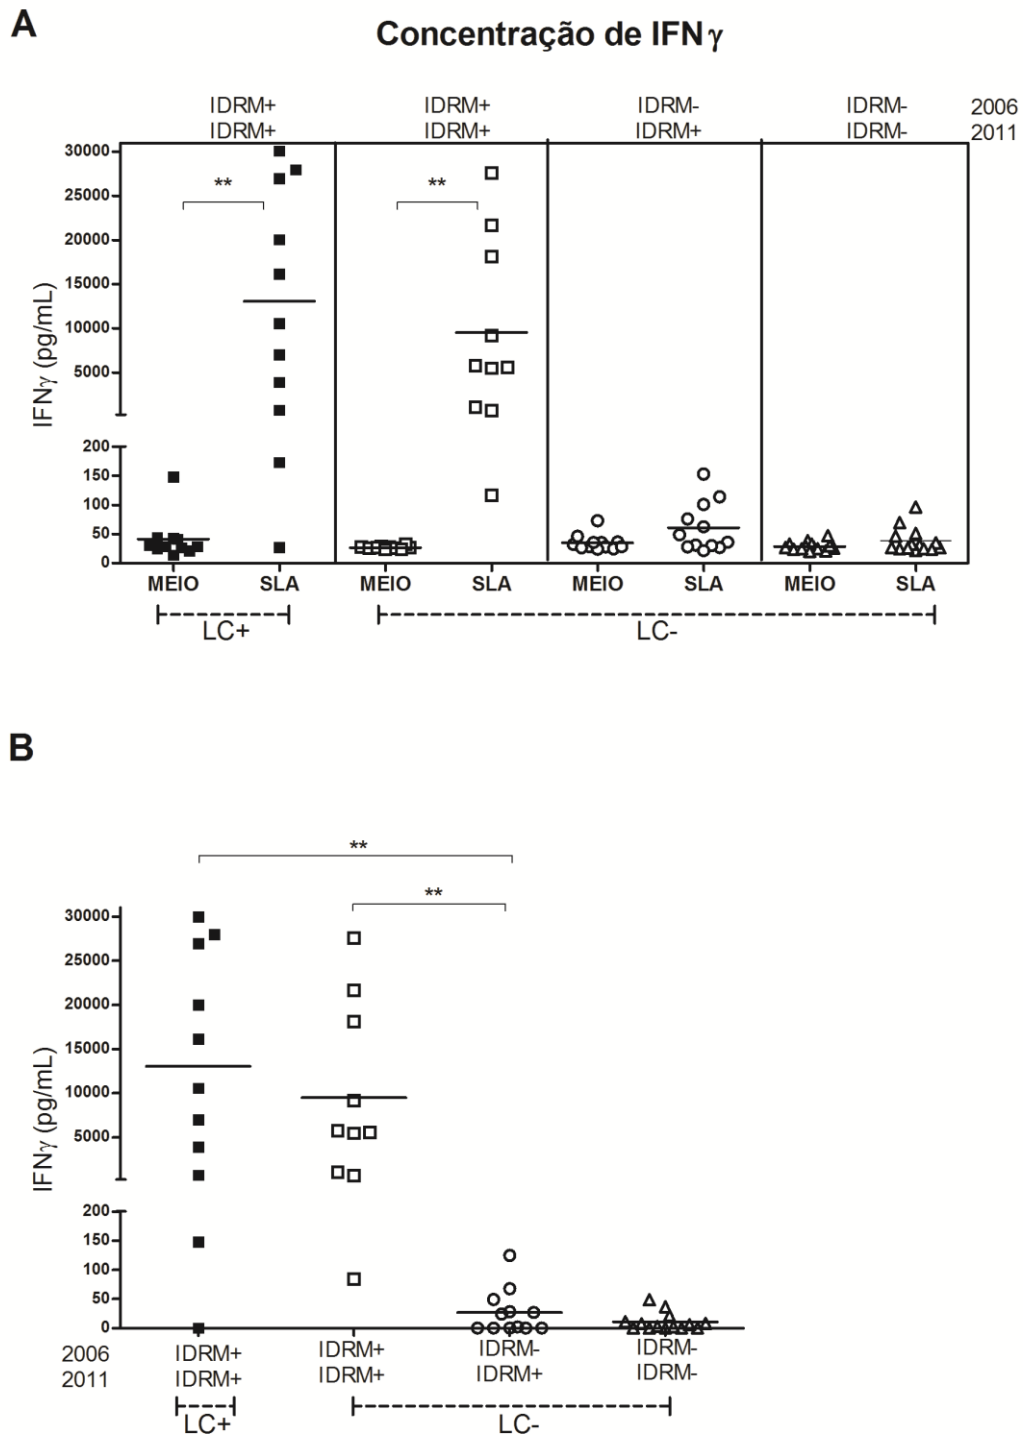 A
Concentração de IFNγ
IDRM+ IDRM+ IDRM- IDRM- 2006
IDRM+ IDRM+ IDRM+ IDRM- 2011
IFNγ (pg/mL)
30000
25000
20000
15000
10000
5000
200
150
100
50
0
** **
MEIO SLA MEIO SLA MEIO SLA MEIO SLA
LC+ LC-
B
**
**
IFNγ (pg/mL)
30000
25000
20000
15000
10000
5000
200
150
100
50
0
2006 IDRM+ IDRM+ IDRM- IDRM-
2011 IDRM+ IDRM+ IDRM+ IDRM-
LC+ LC-